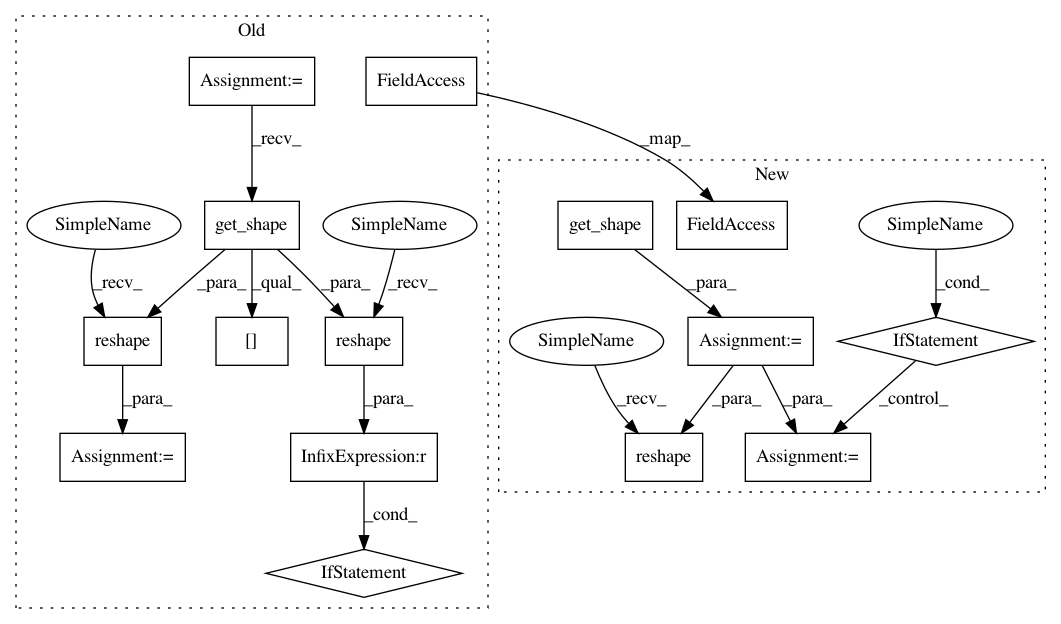 Old
Assignment:=
FieldAccess
_recv_
_map_
New
SimpleName
get_shape
SimpleName
get_shape
FieldAccess
SimpleName
_recv_
_para_
_qual_
_para_
_recv_
_para_
_cond_
reshape
[]
reshape
SimpleName
Assignment:=
IfStatement
_para_
_para_
_recv_
_para_
_para_
_control_
Assignment:=
InfixExpression:r
reshape
Assignment:=
_cond_
IfStatement